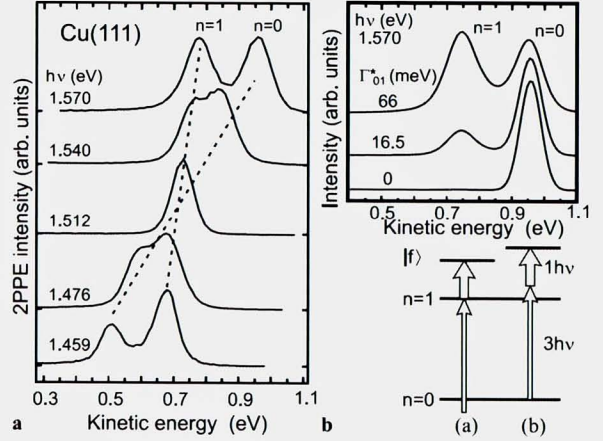 Cu(111)
n=1
n=0
hν (eV)
1.570
1.540
1.512
1.476
1.459
2PPE intensity (arb. units)
0.3
0.5
0.7
0.9
1.1
Kinetic energy (eV)
a
hν (eV)
1.570
n=1
n=0
Γ*01 (meV)
66
16.5
0
Intensity (arb. units)
0.5
0.7
0.9
1.1
Kinetic energy (eV)
|f⟩
1hν
n=1
3hν
n=0
(a)
(b)
b